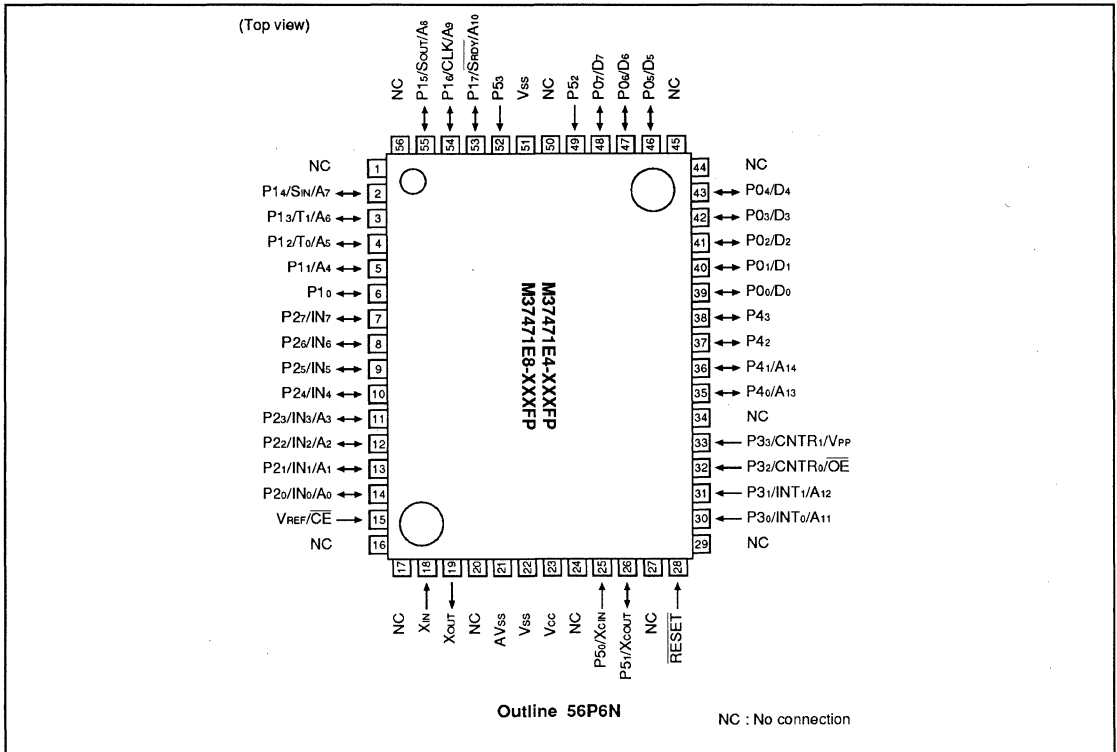 (Top view)
NC
P15/SOUT/A8
P16/CLK/A9
P17/SRDY/A10
P53
Vss
NC
P52
P07/D7
P06/D6
P05/D5
NC
56 55 54 53 52 51 50 49 48 47 46 45
NC 1
P14/SIN/A7 2
P13/T1/A6 3
P12/T0/A5 4
P11/A4 5
P10 6
P27/IN7 7
P26/IN6 8
P25/IN5 9
P24/IN4 10
P23/IN3/A3 11
P22/IN2/A2 12
P21/IN1/A1 13
P20/IN0/A0 14
VREF/CE 15
NC 16
M37471E4-XXXFP
M37471E8-XXXFP
44 NC
43 P04/D4
42 P03/D3
41 P02/D2
40 P01/D1
39 P00/D0
38 P43
37 P42
36 P41/A14
35 P40/A13
34 NC
33 P33/CNTR1/VPP
32 P32/CNTR0/OE
31 P31/INT1/A12
30 P30/INT0/A11
29 NC
17 18 19 20 21 22 23 24 25 26 27 28
NC
XIN
XOUT
NC
AVss
Vss
Vcc
NC
P50/XCIN
P51/XCOUT
NC
RESET
Outline 56P6N
NC : No connection